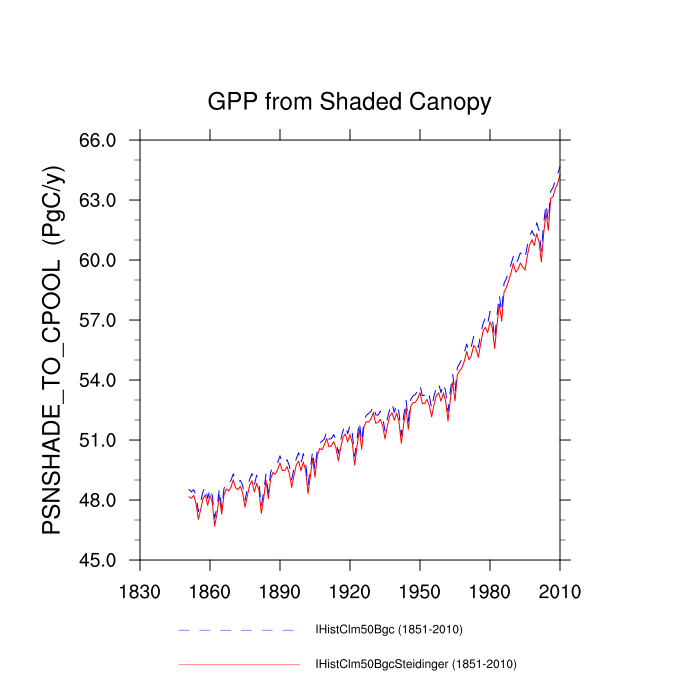 GPP from Shaded Canopy
PSNSHADE_TO_CPOOL (PgC/y)
66.0
63.0
60.0
57.0
54.0
51.0
48.0
45.0
1830 1860 1890 1920 1950 1980 2010
IHistClm50Bgc (1851-2010)
IHistClm50BgcSteidinger (1851-2010)